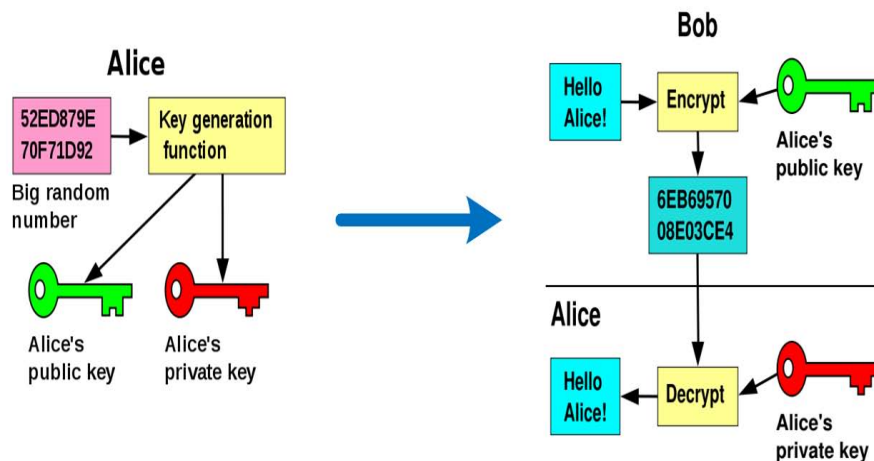 Alice
52ED879E
70F71D92
Key generation
function
Big random
number
Alice's
public key
Alice's
private key
Bob
Hello
Alice!
Encrypt
Alice's
public key
6EB69570
08E03CE4
Alice
Hello
Alice!
Decrypt
Alice's
private key